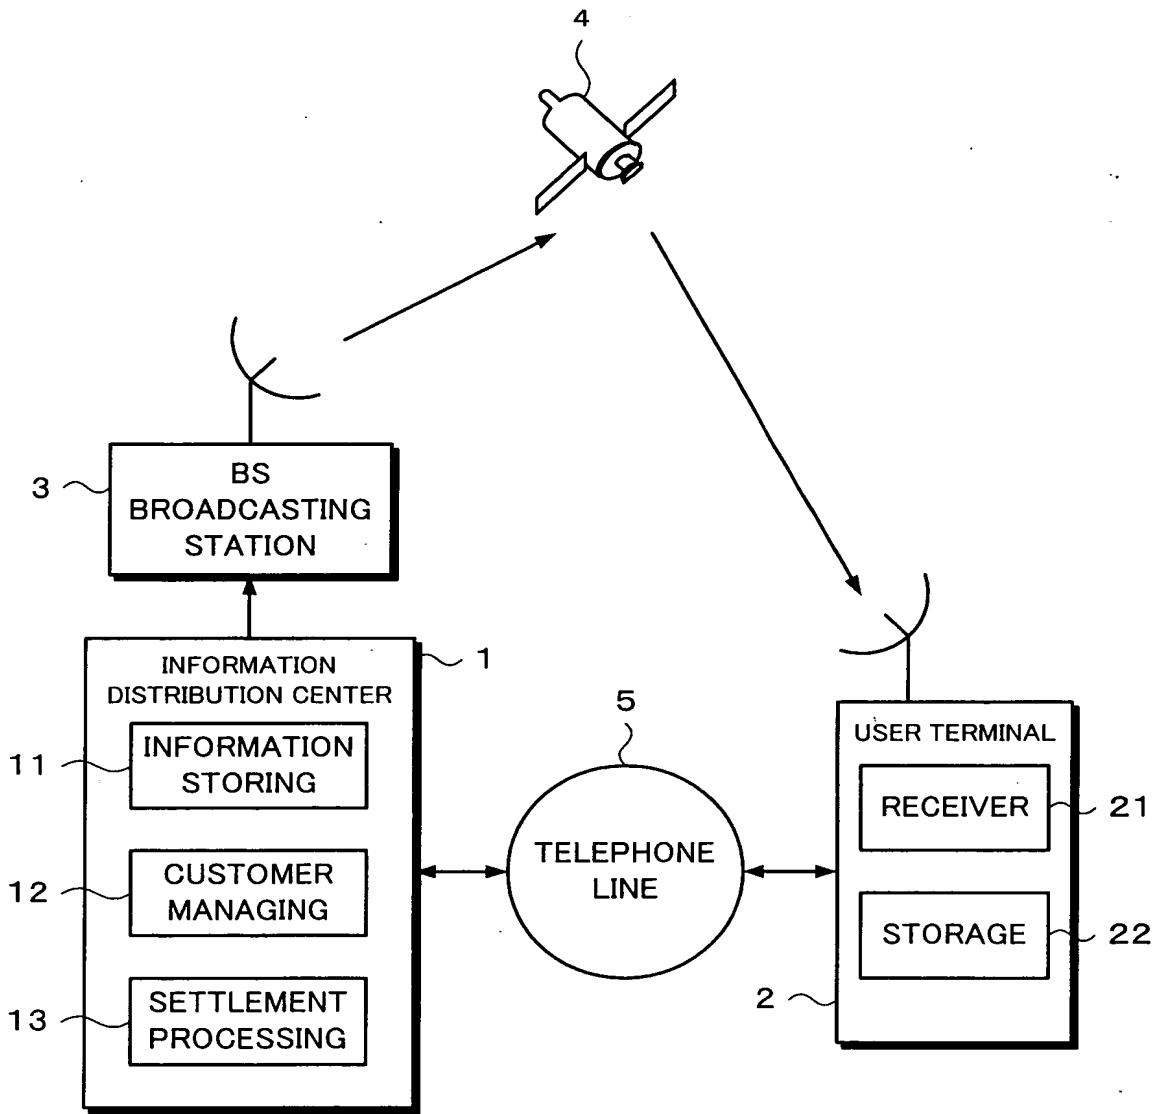 4
3
BS
BROADCASTING
STATION
1
INFORMATION
DISTRIBUTION CENTER
11
INFORMATION
STORING
12
CUSTOMER
MANAGING
13
SETTLEMENT
PROCESSING
5
TELEPHONE
LINE
USER TERMINAL
RECEIVER
21
STORAGE
22
2